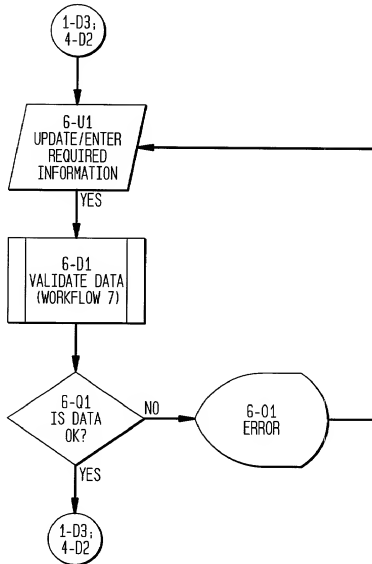 1-D3;
4-D2
6-U1
UPDATE/ENTER
REQUIRED
INFORMATION
YES
6-D1
VALIDATE DATA
(WORKFLOW 7)
6-Q1
IS DATA
OK?
NO
6-O1
ERROR
YES
1-D3;
4-D2